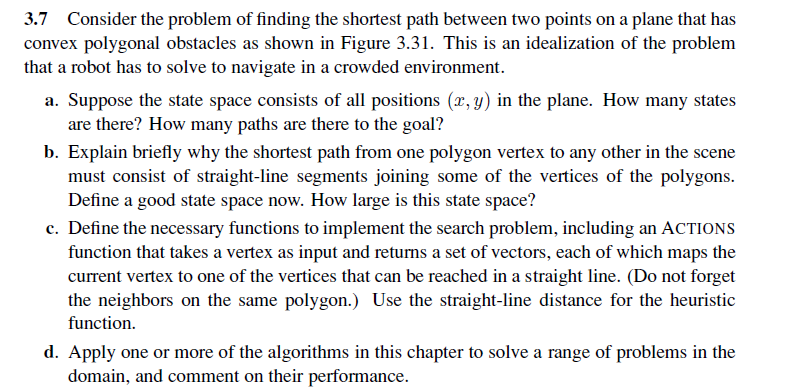 3.7 Consider the problem of finding the shortest path between two points on a plane that has
convex polygonal obstacles as shown in Figure 3.31. This is an idealization of the problem
that a robot has to solve to navigate in a crowded environment.
a. Suppose the state space consists of all positions (x, y) in the plane. How many states
are there? How many paths are there to the goal?
b. Explain briefly why the shortest path from one polygon vertex to any other in the scene
must consist of straight-line segments joining some of the vertices of the polygons.
Define a good state space now. How large is this state space?
c. Define the necessary functions to implement the search problem, including an ACTIONS
function that takes a vertex as input and returns a set of vectors, each of which maps the
current vertex to one of the vertices that can be reached in a straight line. (Do not forget
the neighbors on the same polygon.) Use the straight-line distance for the heuristic
function.
d. Apply one or more of the algorithms in this chapter to solve a range of problems in the
domain, and comment on their performance.